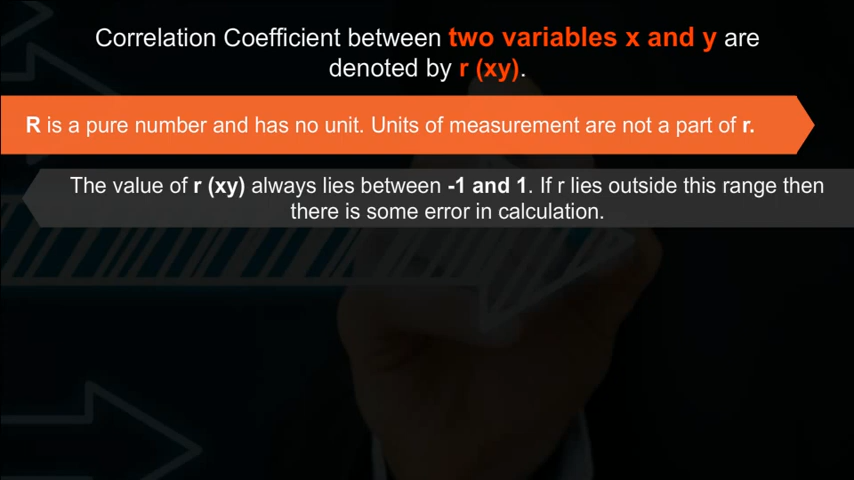 Correlation Coefficient between two variables x and y are
denoted by r (xy).
R is a pure number and has no unit. Units of measurement are not a part of r.
The value of r (xy) always lies between -1 and 1. If r lies outside this range then
there is some error in calculation.